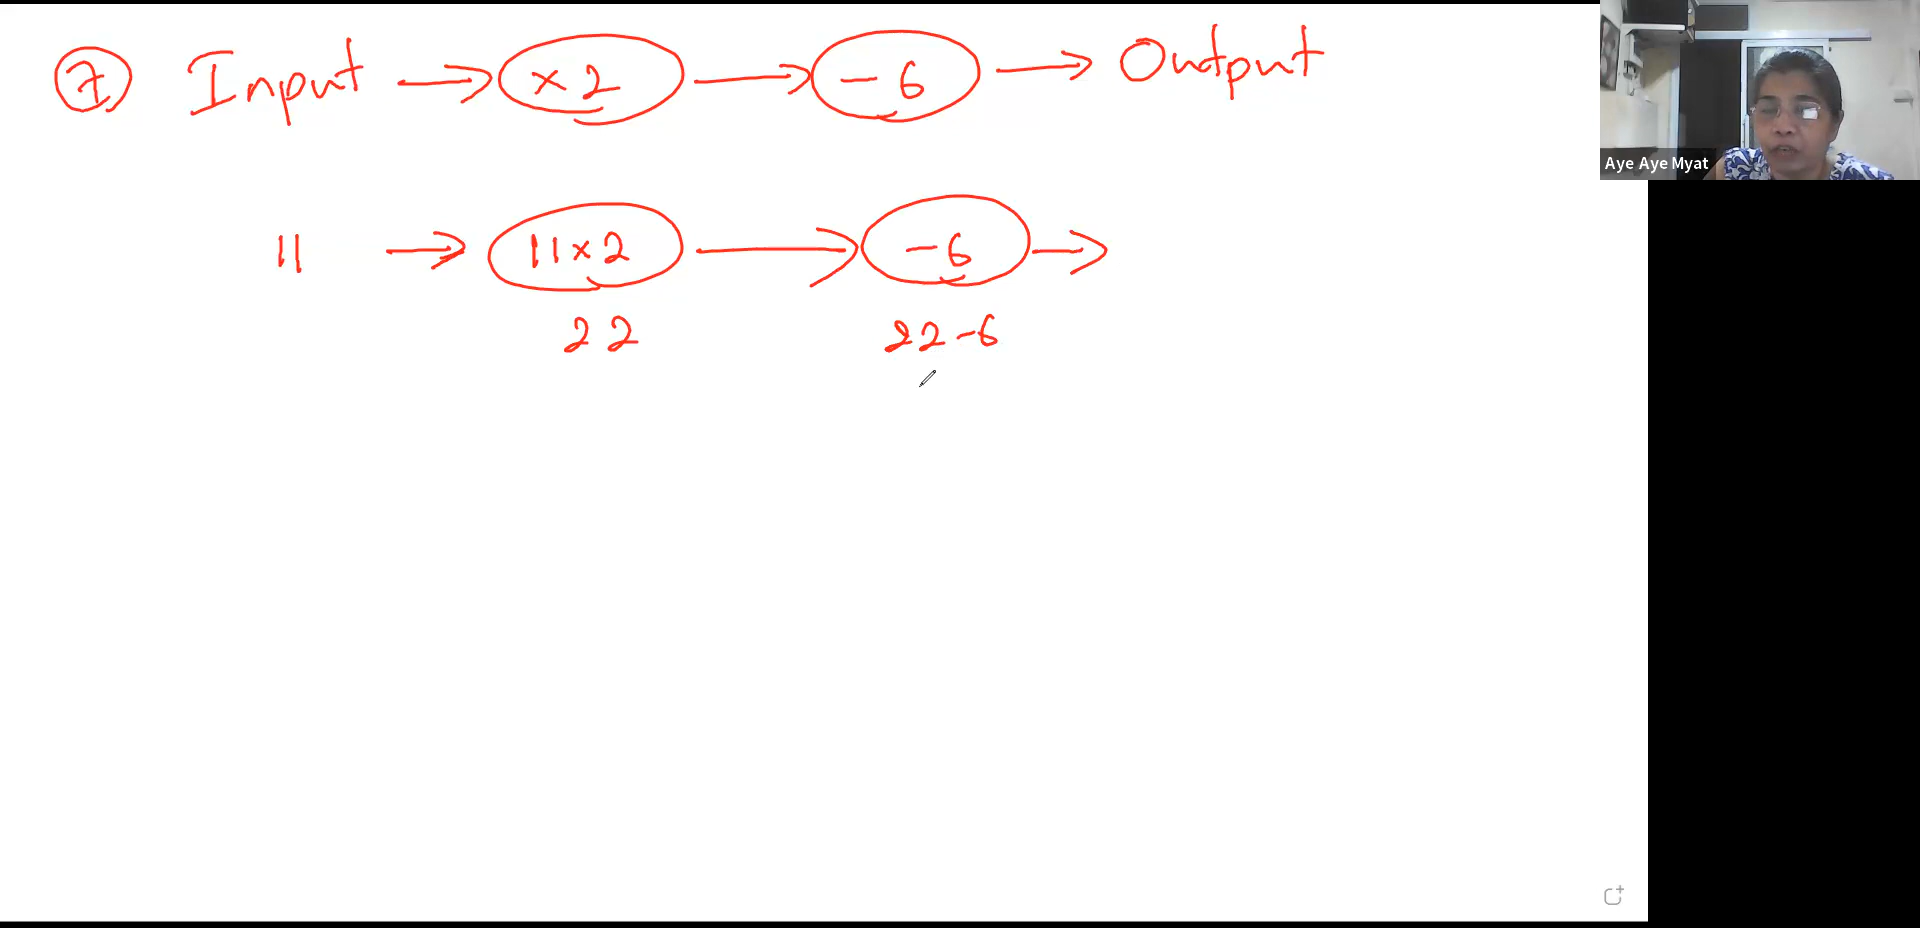 7 Input → ×2 → -6 → Output
Aye Aye Myat
11 → 11×2 → -6 →
22 22-6